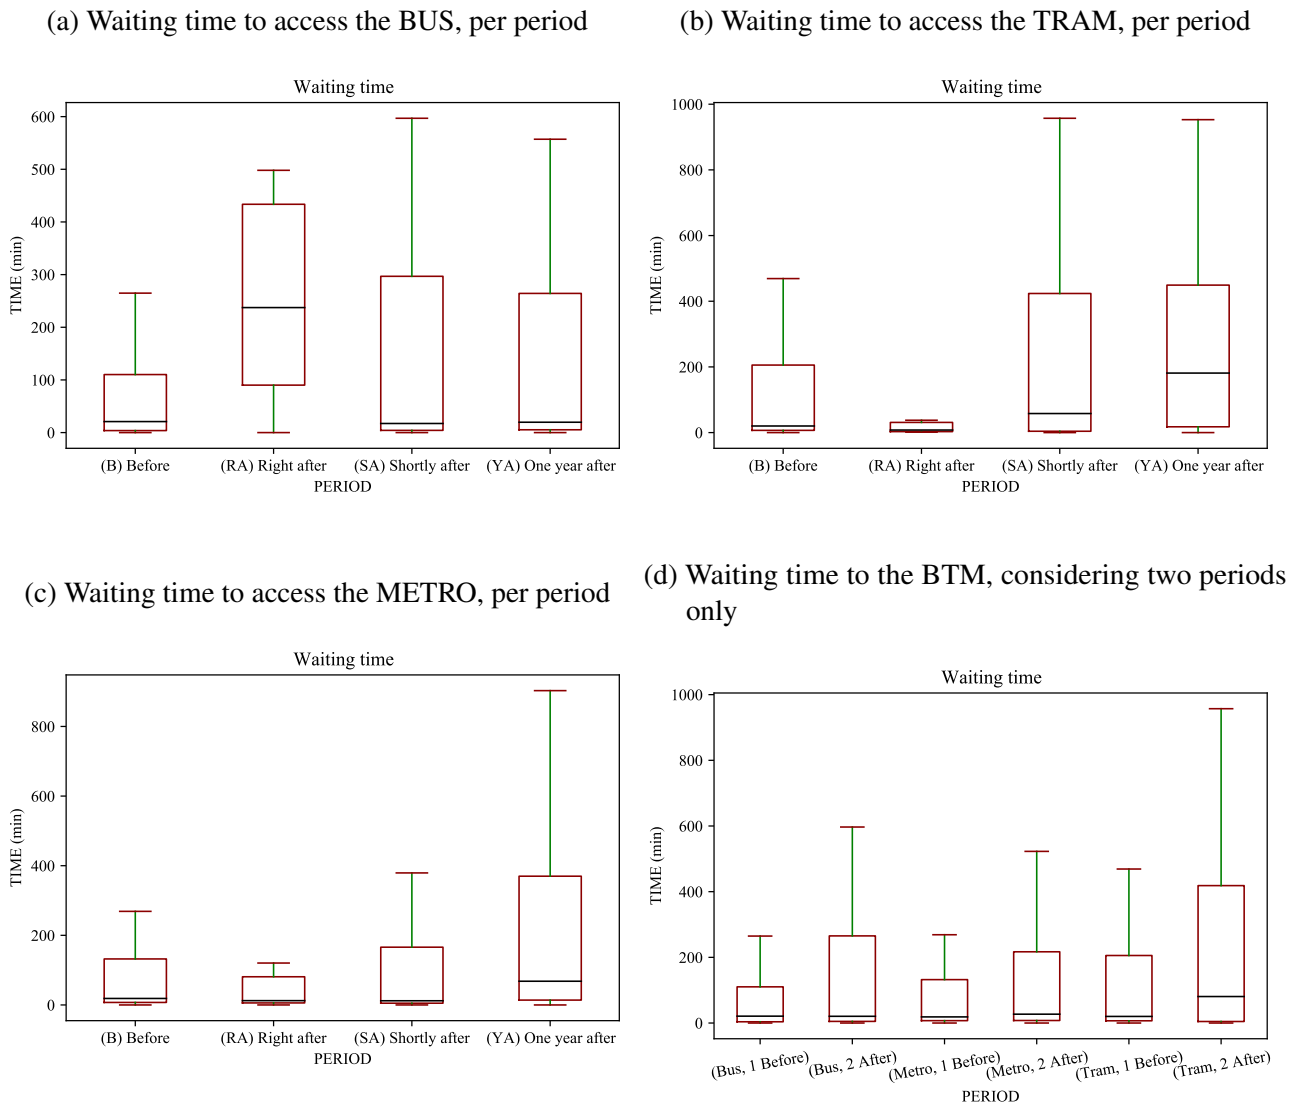 (a) Waiting time to access the BUS, per period
Waiting time
600
500
400
300
200
100
0
TIME (min)
(B) Before
(RA) Right after
(SA) Shortly after
(YA) One year after
PERIOD
(b) Waiting time to access the TRAM, per period
Waiting time
1000
800
600
400
200
0
TIME (min)
(B) Before
(RA) Right after
(SA) Shortly after
(YA) One year after
PERIOD
(c) Waiting time to access the METRO, per period
Waiting time
800
600
400
200
0
TIME (min)
(B) Before
(RA) Right after
(SA) Shortly after
(YA) One year after
PERIOD
(d) Waiting time to the BTM, considering two periods
only
Waiting time
1000
800
600
400
200
0
TIME (min)
(Bus, 1 Before)
(Bus, 2 After)
(Metro, 1 Before)
(Metro, 2 After)
(Tram, 1 Before)
(Tram, 2 After)
PERIOD